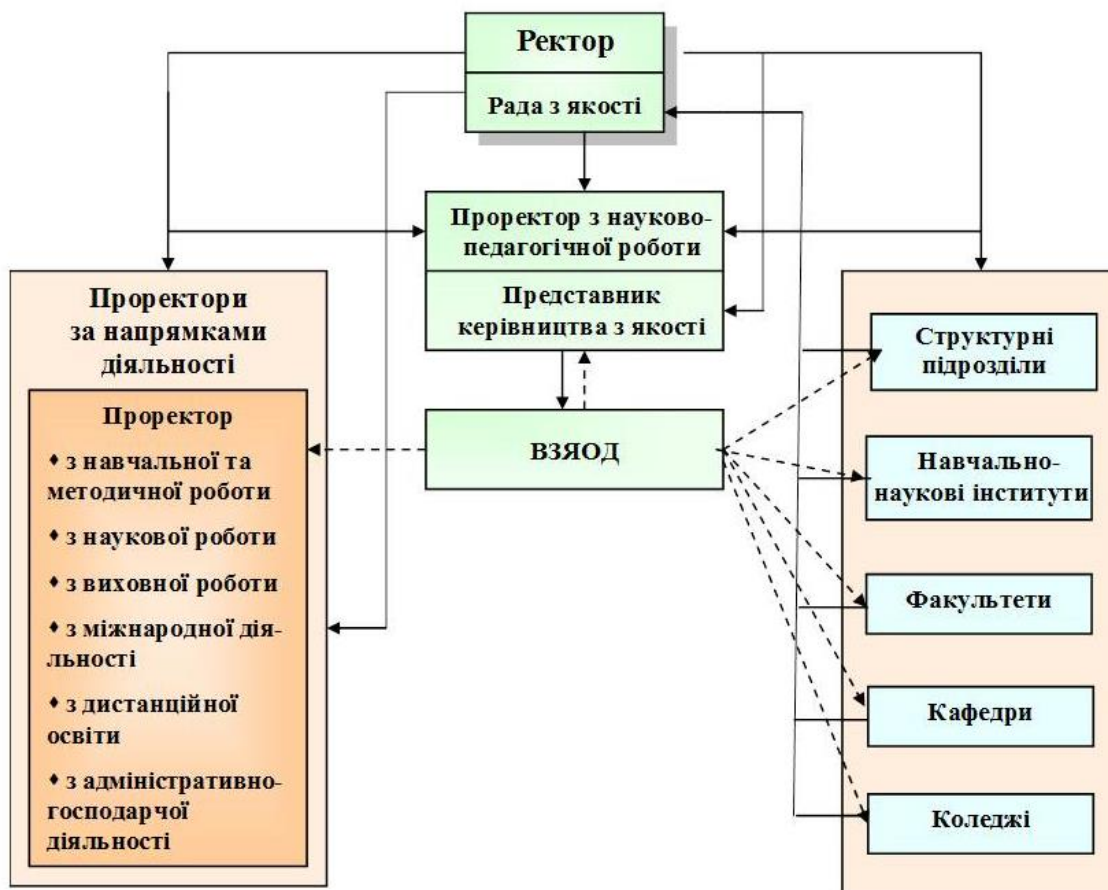 Ректор
Рада з якості
Проректор з науково-
педагогічної роботи
Представник
керівництва з якості
ВЗЯОД
Проректори
за напрямками
діяльності
Проректор
♦ з навчальної та
методичної роботи
♦ з наукової роботи
♦ з виховної роботи
♦ з міжнародної дія-
льності
♦ з дистанційної
освіти
♦ з адміністративно-
господарчої
діяльності
Структурні
підрозділи
Навчально-
наукові інститути
Факультети
Кафедри
Коледжі